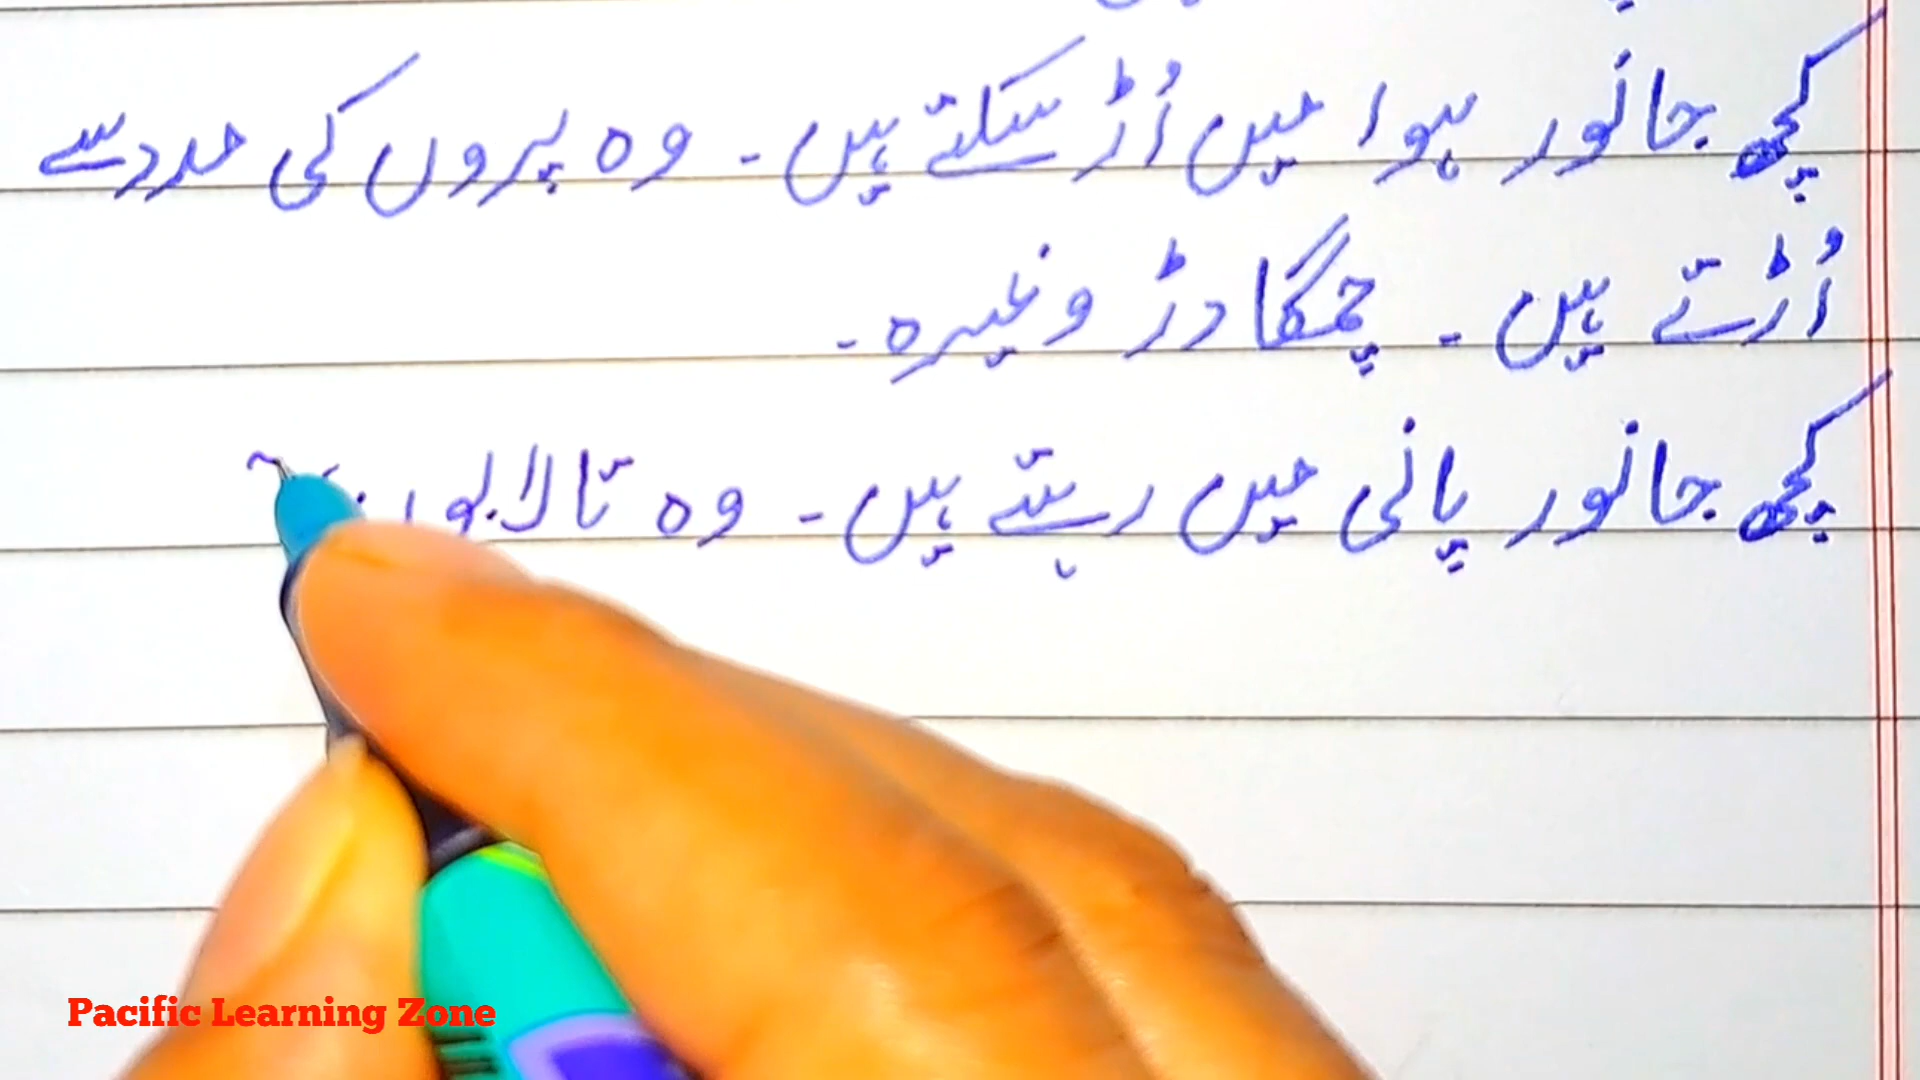 کچھ جانور ہوا میں اُڑ سکتے ہیں۔ وہ پروں کی مدد سے
اُڑتے ہیں۔ چمگادڑ وغیرہ۔
کچھ جانور پانی میں رہتے ہیں۔ وہ تالابوں
Pacific Learning Zone